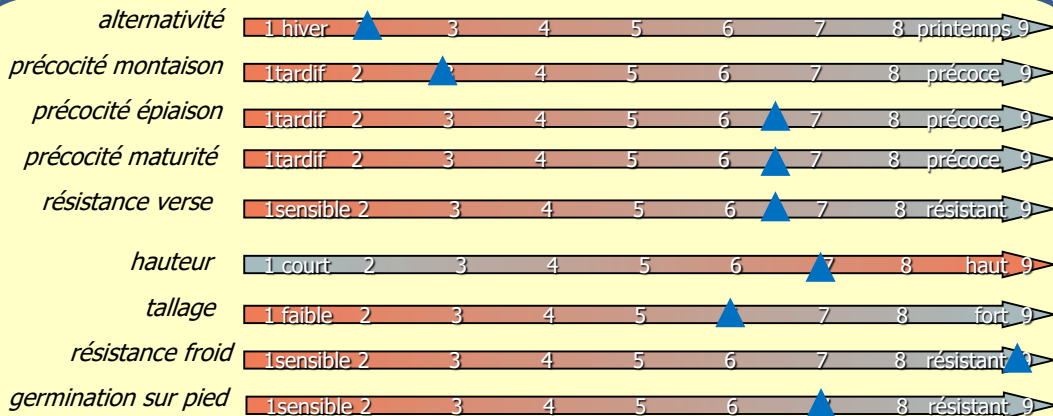 alternativité 1 hiver 3 4 5 6 7 8 printemps 9
précocité montaison 1tardif 2 4 5 6 7 8 précoce 9
précocité épiaison 1tardif 2 3 4 5 6 7 8 précoce 9
précocité maturité 1tardif 2 3 4 5 6 7 8 précoce 9
résistance verse 1sensible 2 3 4 5 6 7 8 résistant 9
hauteur 1 court 2 3 4 5 6 7 8 haut 9
tallage 1 faible 2 3 4 5 7 8 fort 9
résistance froid 1sensible 2 3 4 5 6 7 8 résistant 9
germination sur pied 1sensible 2 3 4 5 6 8 résistant 9